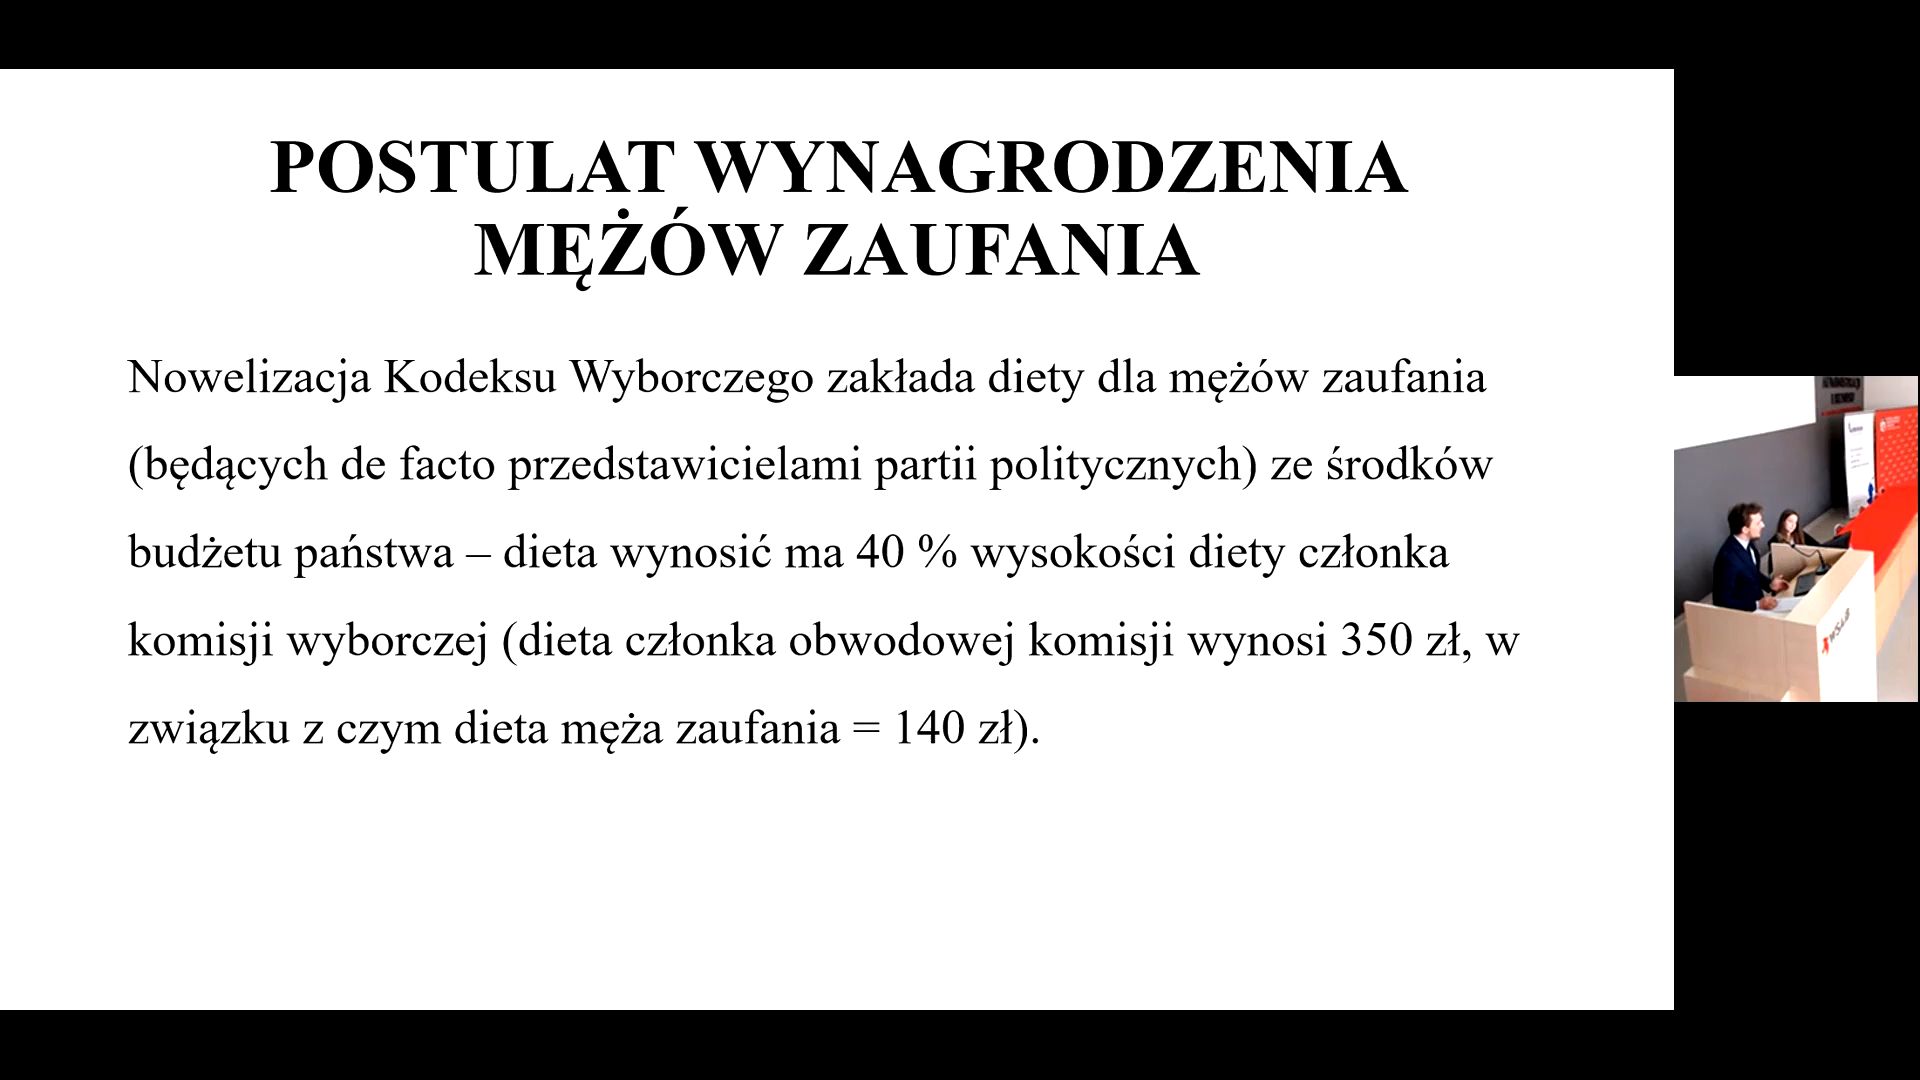 POSTULAT WYNAGRODZENIA
MĘŻÓW ZAUFANIA
Nowelizacja Kodeksu Wyborczego zakłada diety dla mężów zaufania
(będących de facto przedstawicielami partii politycznych) ze środków
budżetu państwa – dieta wynosić ma 40 % wysokości diety członka
komisji wyborczej (dieta członka obwodowej komisji wynosi 350 zł, w
związku z czym dieta męża zaufania = 140 zł).